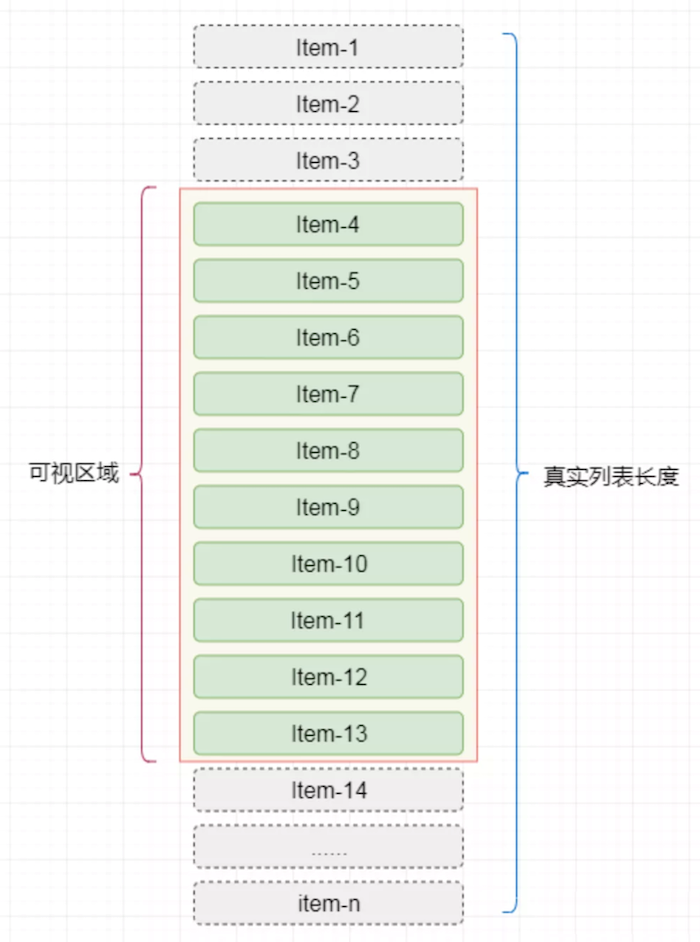 Item-1
Item-2
Item-3
Item-4
Item-5
Item-6
Item-7
可视区域
Item-8
真实列表长度
Item-9
Item-10
Item-11
Item-12
Item-13
Item-14
......
item-n